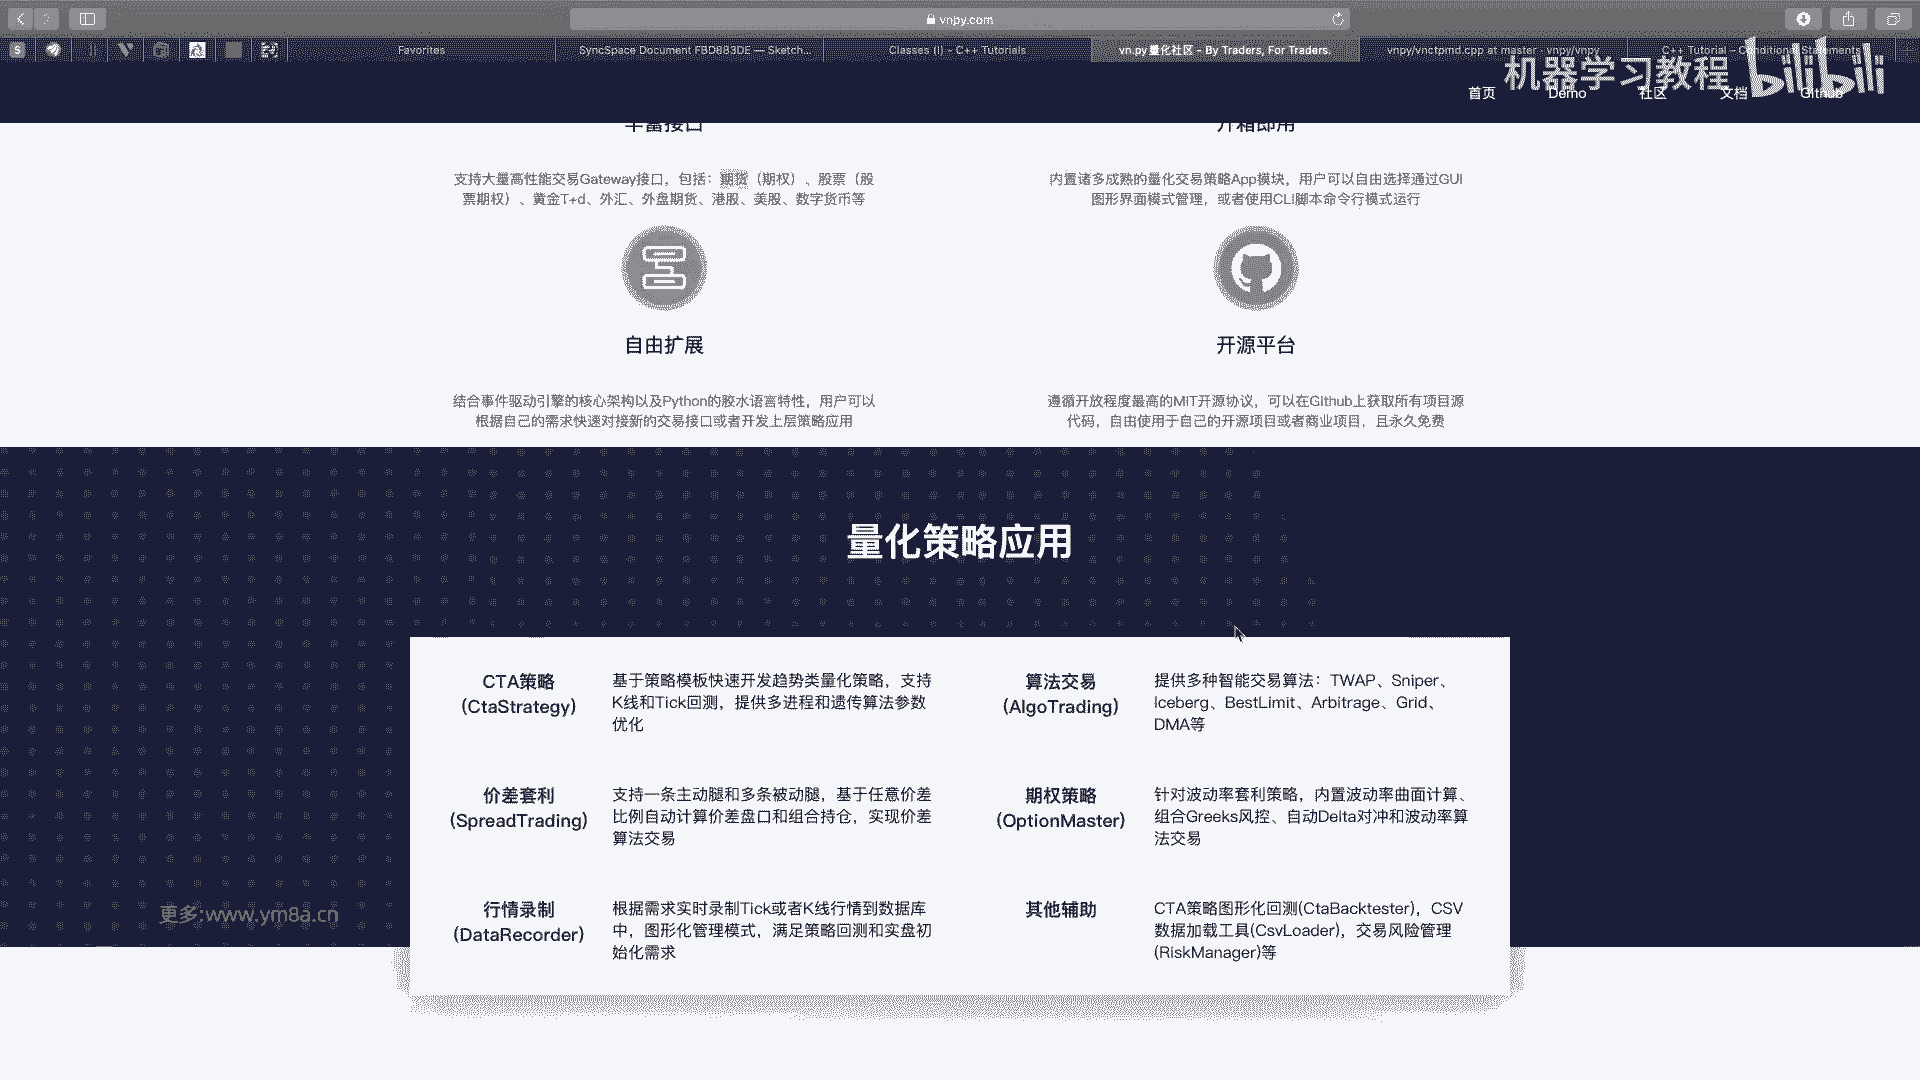 vnpy.com
S
Favorites
SyncSpace Document FBD883DE — Sketch...
Classes (I) - C++ Tutorials
vn.py量化社区 - By Traders, For Traders.
vnpy/vnctpmd.cpp at master · vnpy/vnpy
C++ Tutorial – Conditional Statements
机器学习教程 bilibili
首页
Demo
社区
文档
Github
丰富接口
支持大量高性能交易Gateway接口，包括：期货（期权）、股票（股
票期权）、黄金T+d、外汇、外盘期货、港股、美股、数字货币等
开箱即用
内置诸多成熟的量化交易策略App模块，用户可以自由选择通过GUI
图形界面模式管理，或者使用CLI脚本命令行模式运行
自由扩展
结合事件驱动引擎的核心架构以及Python的胶水语言特性，用户可以
根据自己的需求快速对接新的交易接口或者开发上层策略应用
开源平台
遵循开放程度最高的MIT开源协议，可以在Github上获取所有项目源
代码，自由使用于自己的开源项目或者商业项目，且永久免费
量化策略应用
CTA策略
(CtaStrategy)
基于策略模板快速开发趋势类量化策略，支持
K线和Tick回测，提供多进程和遗传算法参数
优化
算法交易
(AlgoTrading)
提供多种智能交易算法：TWAP、Sniper、
Iceberg、BestLimit、Arbitrage、Grid、
DMA等
价差套利
(SpreadTrading)
支持一条主动腿和多条被动腿，基于任意价差
比例自动计算价差盘口和组合持仓，实现价差
算法交易
期权策略
(OptionMaster)
针对波动率套利策略，内置波动率曲面计算、
组合Greeks风控、自动Delta对冲和波动率算
法交易
行情录制
(DataRecorder)
根据需求实时录制Tick或者K线行情到数据库
中，图形化管理模式，满足策略回测和实盘初
始化需求
其他辅助
CTA策略图形化回测(CtaBacktester)，CSV
数据加载工具(CsvLoader)，交易风险管理
(RiskManager)等
更多:www.ym8a.cn